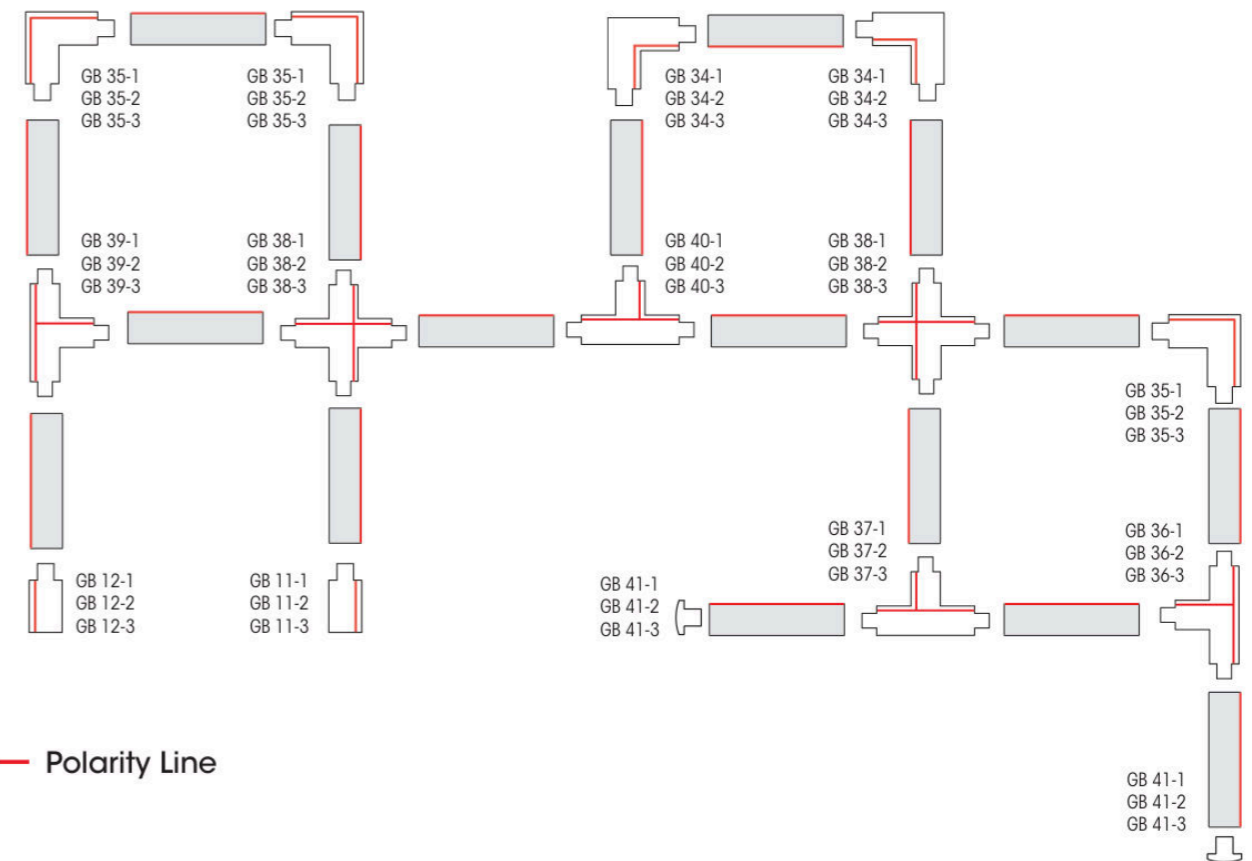 GB 35-1
GB 35-2
GB 35-3
GB 35-1
GB 35-2
GB 35-3
GB 34-1
GB 34-2
GB 34-3
GB 34-1
GB 34-2
GB 34-3
GB 39-1
GB 39-2
GB 39-3
GB 38-1
GB 38-2
GB 38-3
GB 40-1
GB 40-2
GB 40-3
GB 38-1
GB 38-2
GB 38-3
GB 35-1
GB 35-2
GB 35-3
GB 12-1
GB 12-2
GB 12-3
GB 11-1
GB 11-2
GB 11-3
GB 41-1
GB 41-2
GB 41-3
GB 37-1
GB 37-2
GB 37-3
GB 36-1
GB 36-2
GB 36-3
Polarity Line
GB 41-1
GB 41-2
GB 41-3